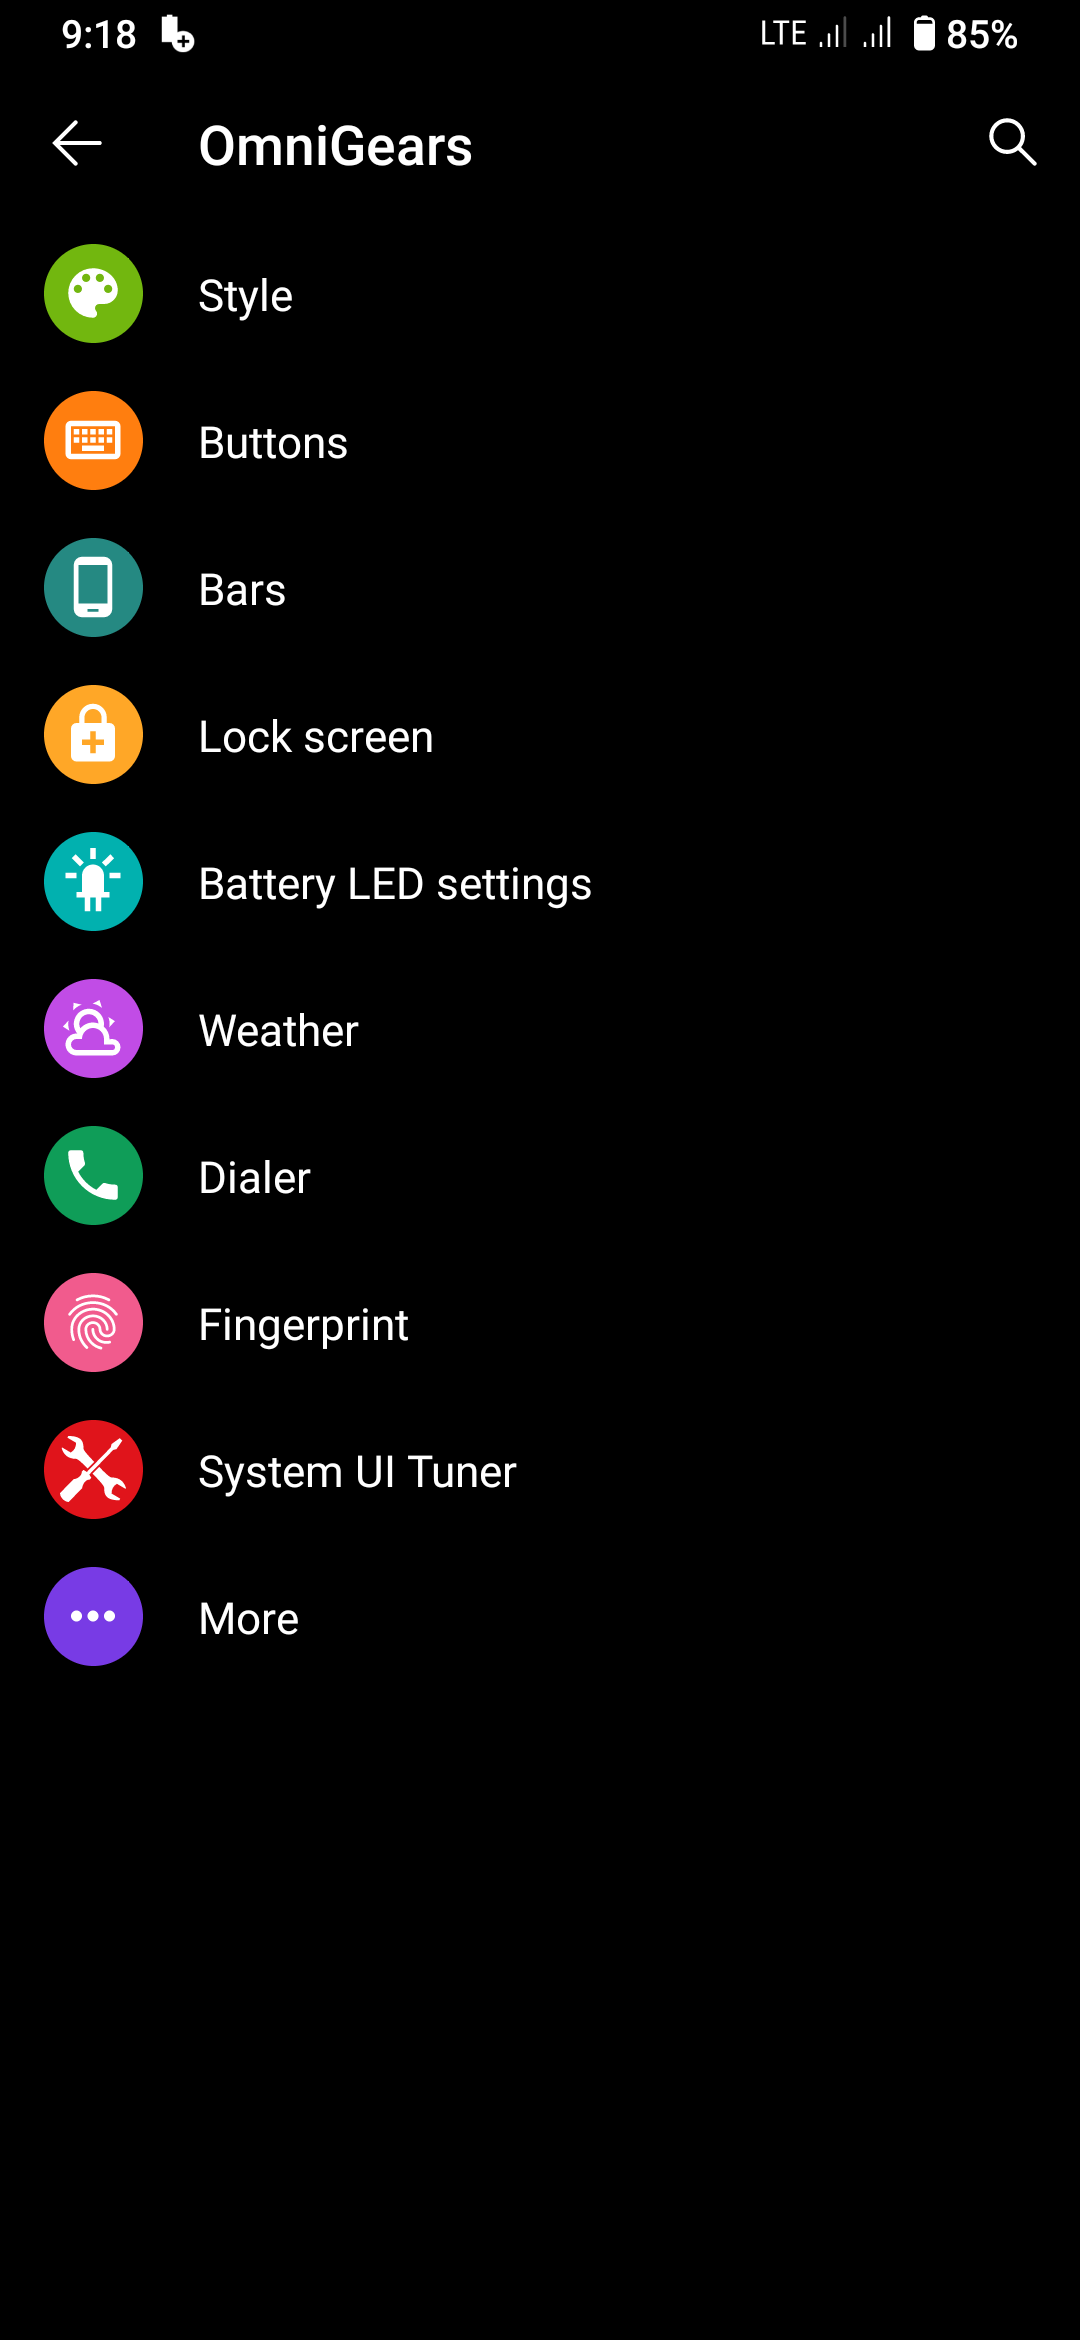 9:18 LTE 85%
OmniGears
Style
Buttons
Bars
Lock screen
Battery LED settings
Weather
Dialer
Fingerprint
System UI Tuner
More